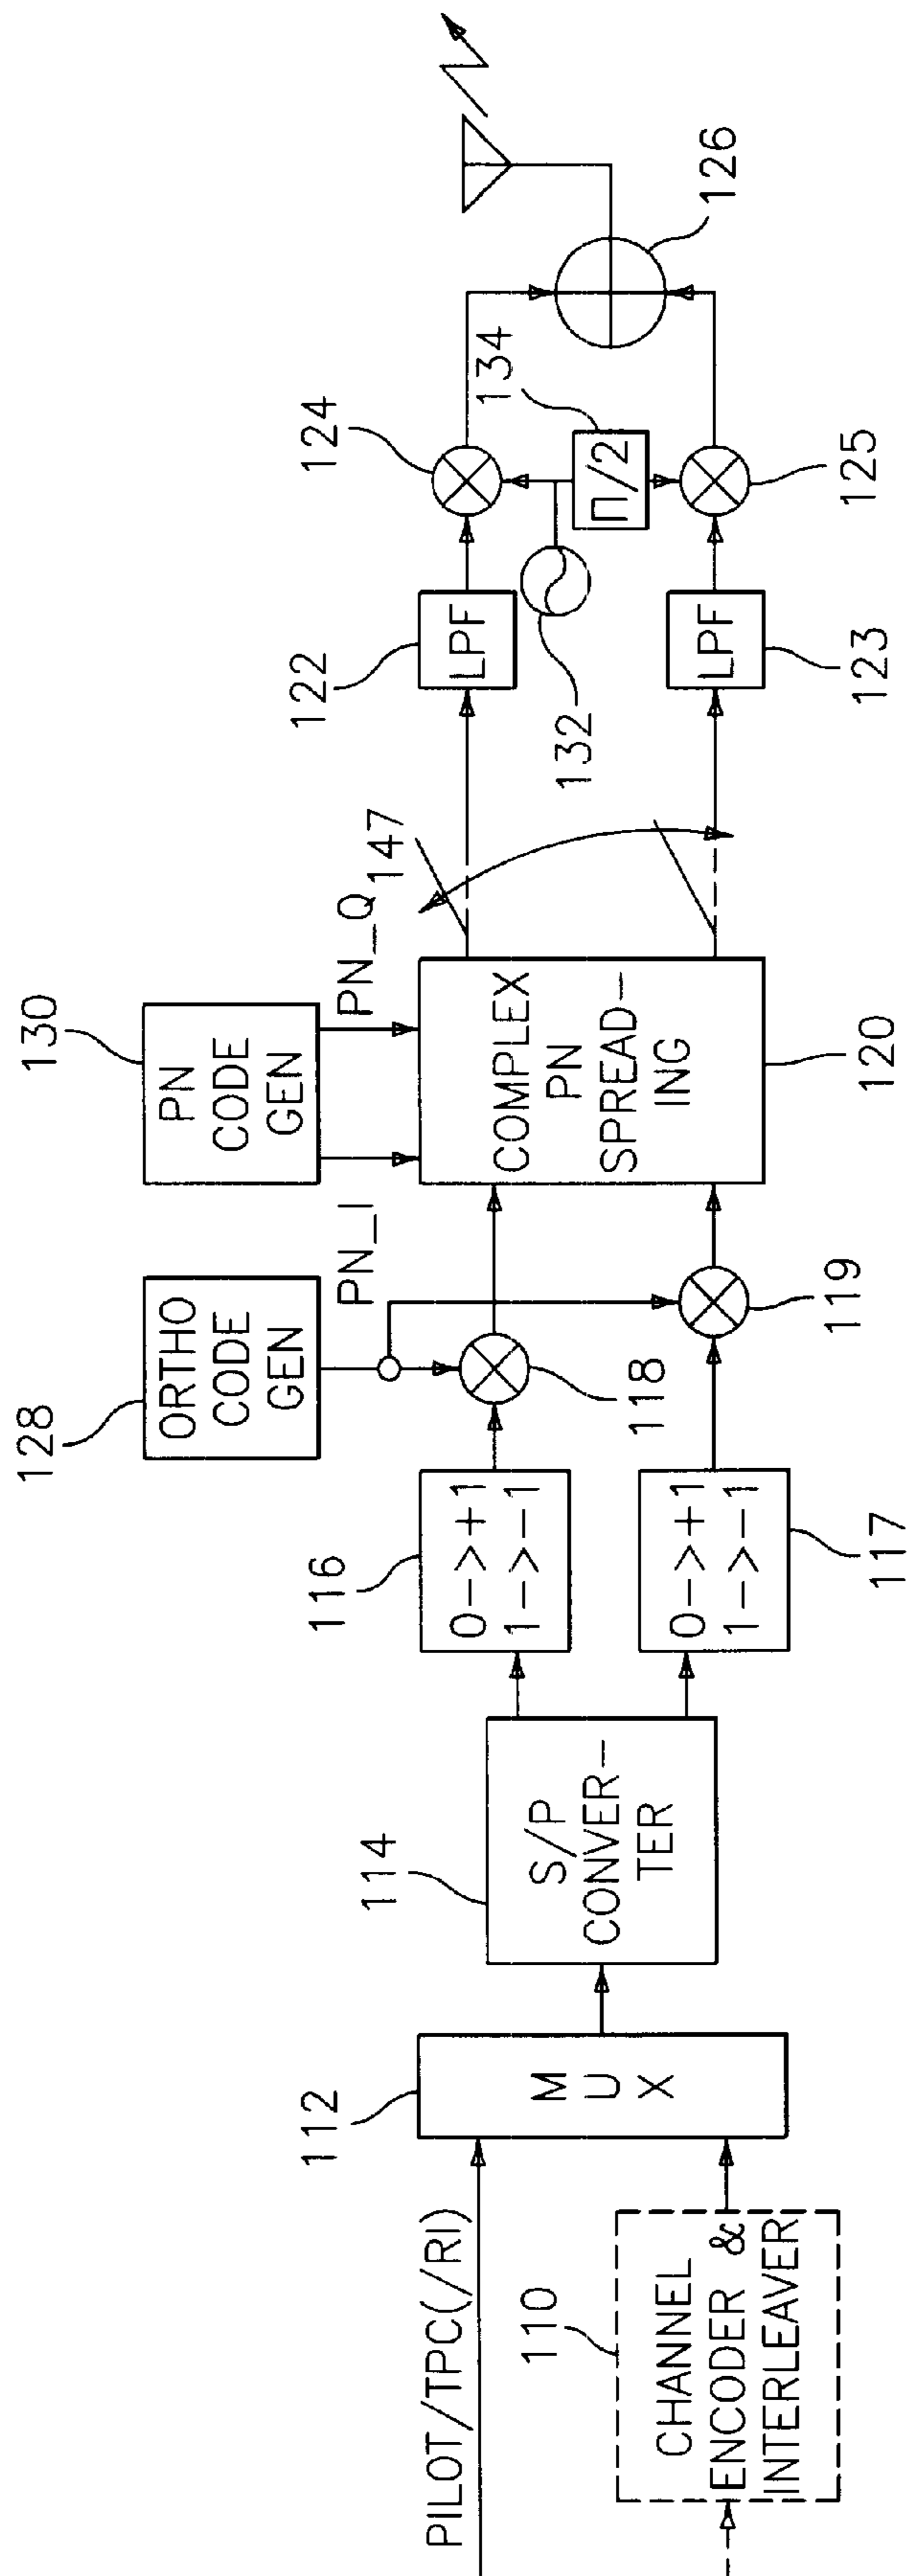 PILOT/TPC(/RI)
110
CHANNEL
ENCODER &
INTERLEAVER
112
M
U
X
114
S/P
CONVER-
TER
116
0->+1
1->-1
117
0->+1
1->-1
128
ORTHO
CODE
GEN
118
119
130
PN
CODE
GEN
PN_I
PN_Q
COMPLEX
PN
SPREAD-
ING
120
147
122
LPF
LPF
123
132
124
134
π/2
125
126